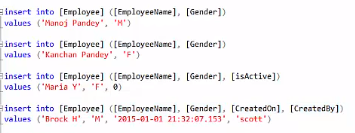 insert into [Employee] ([EmployeeName], [Gender])
values ('Manoj Pandey', 'M')
insert into [Employee] ([EmployeeName], [Gender])
values ('Kanchan Pandey', 'F')
insert into [Employee] ([EmployeeName], [Gender], [isActive])
values ('Maria Y', 'F', 0)
insert into [Employee] ([EmployeeName], [Gender], [CreatedOn], [CreatedBy])
values ('Brock H', 'M', '2015-01-01 21:32:07.153', 'scott')